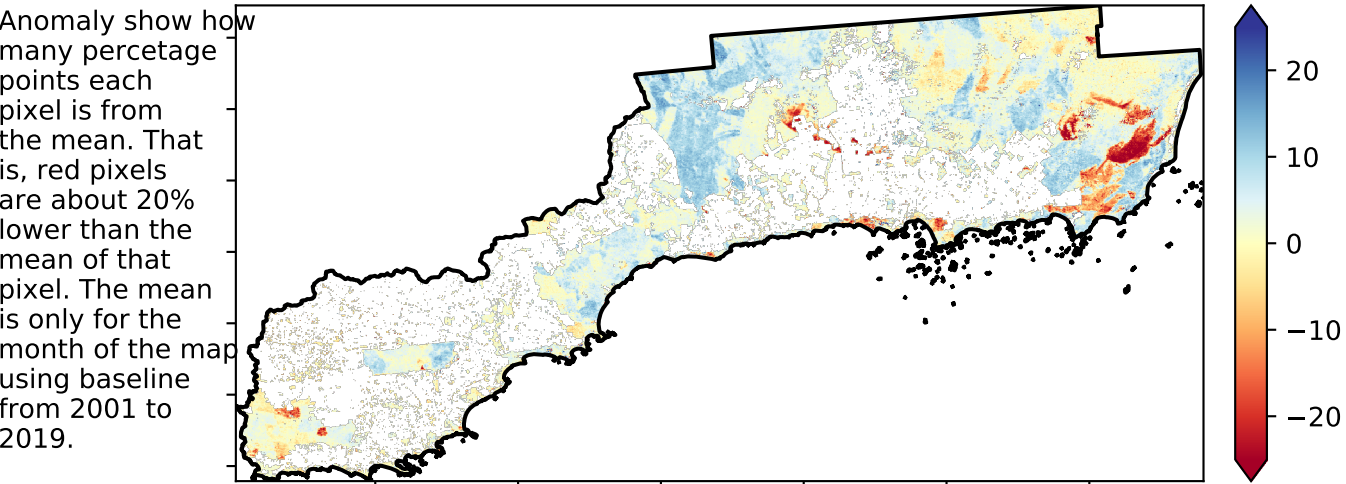 Anomaly show how
many percetage
points each
pixel is from
the mean. That
is, red pixels
are about 20%
lower than the
mean of that
pixel. The mean
is only for the
month of the map
using baseline
from 2001 to
2019.
20
10
0
−10
−20